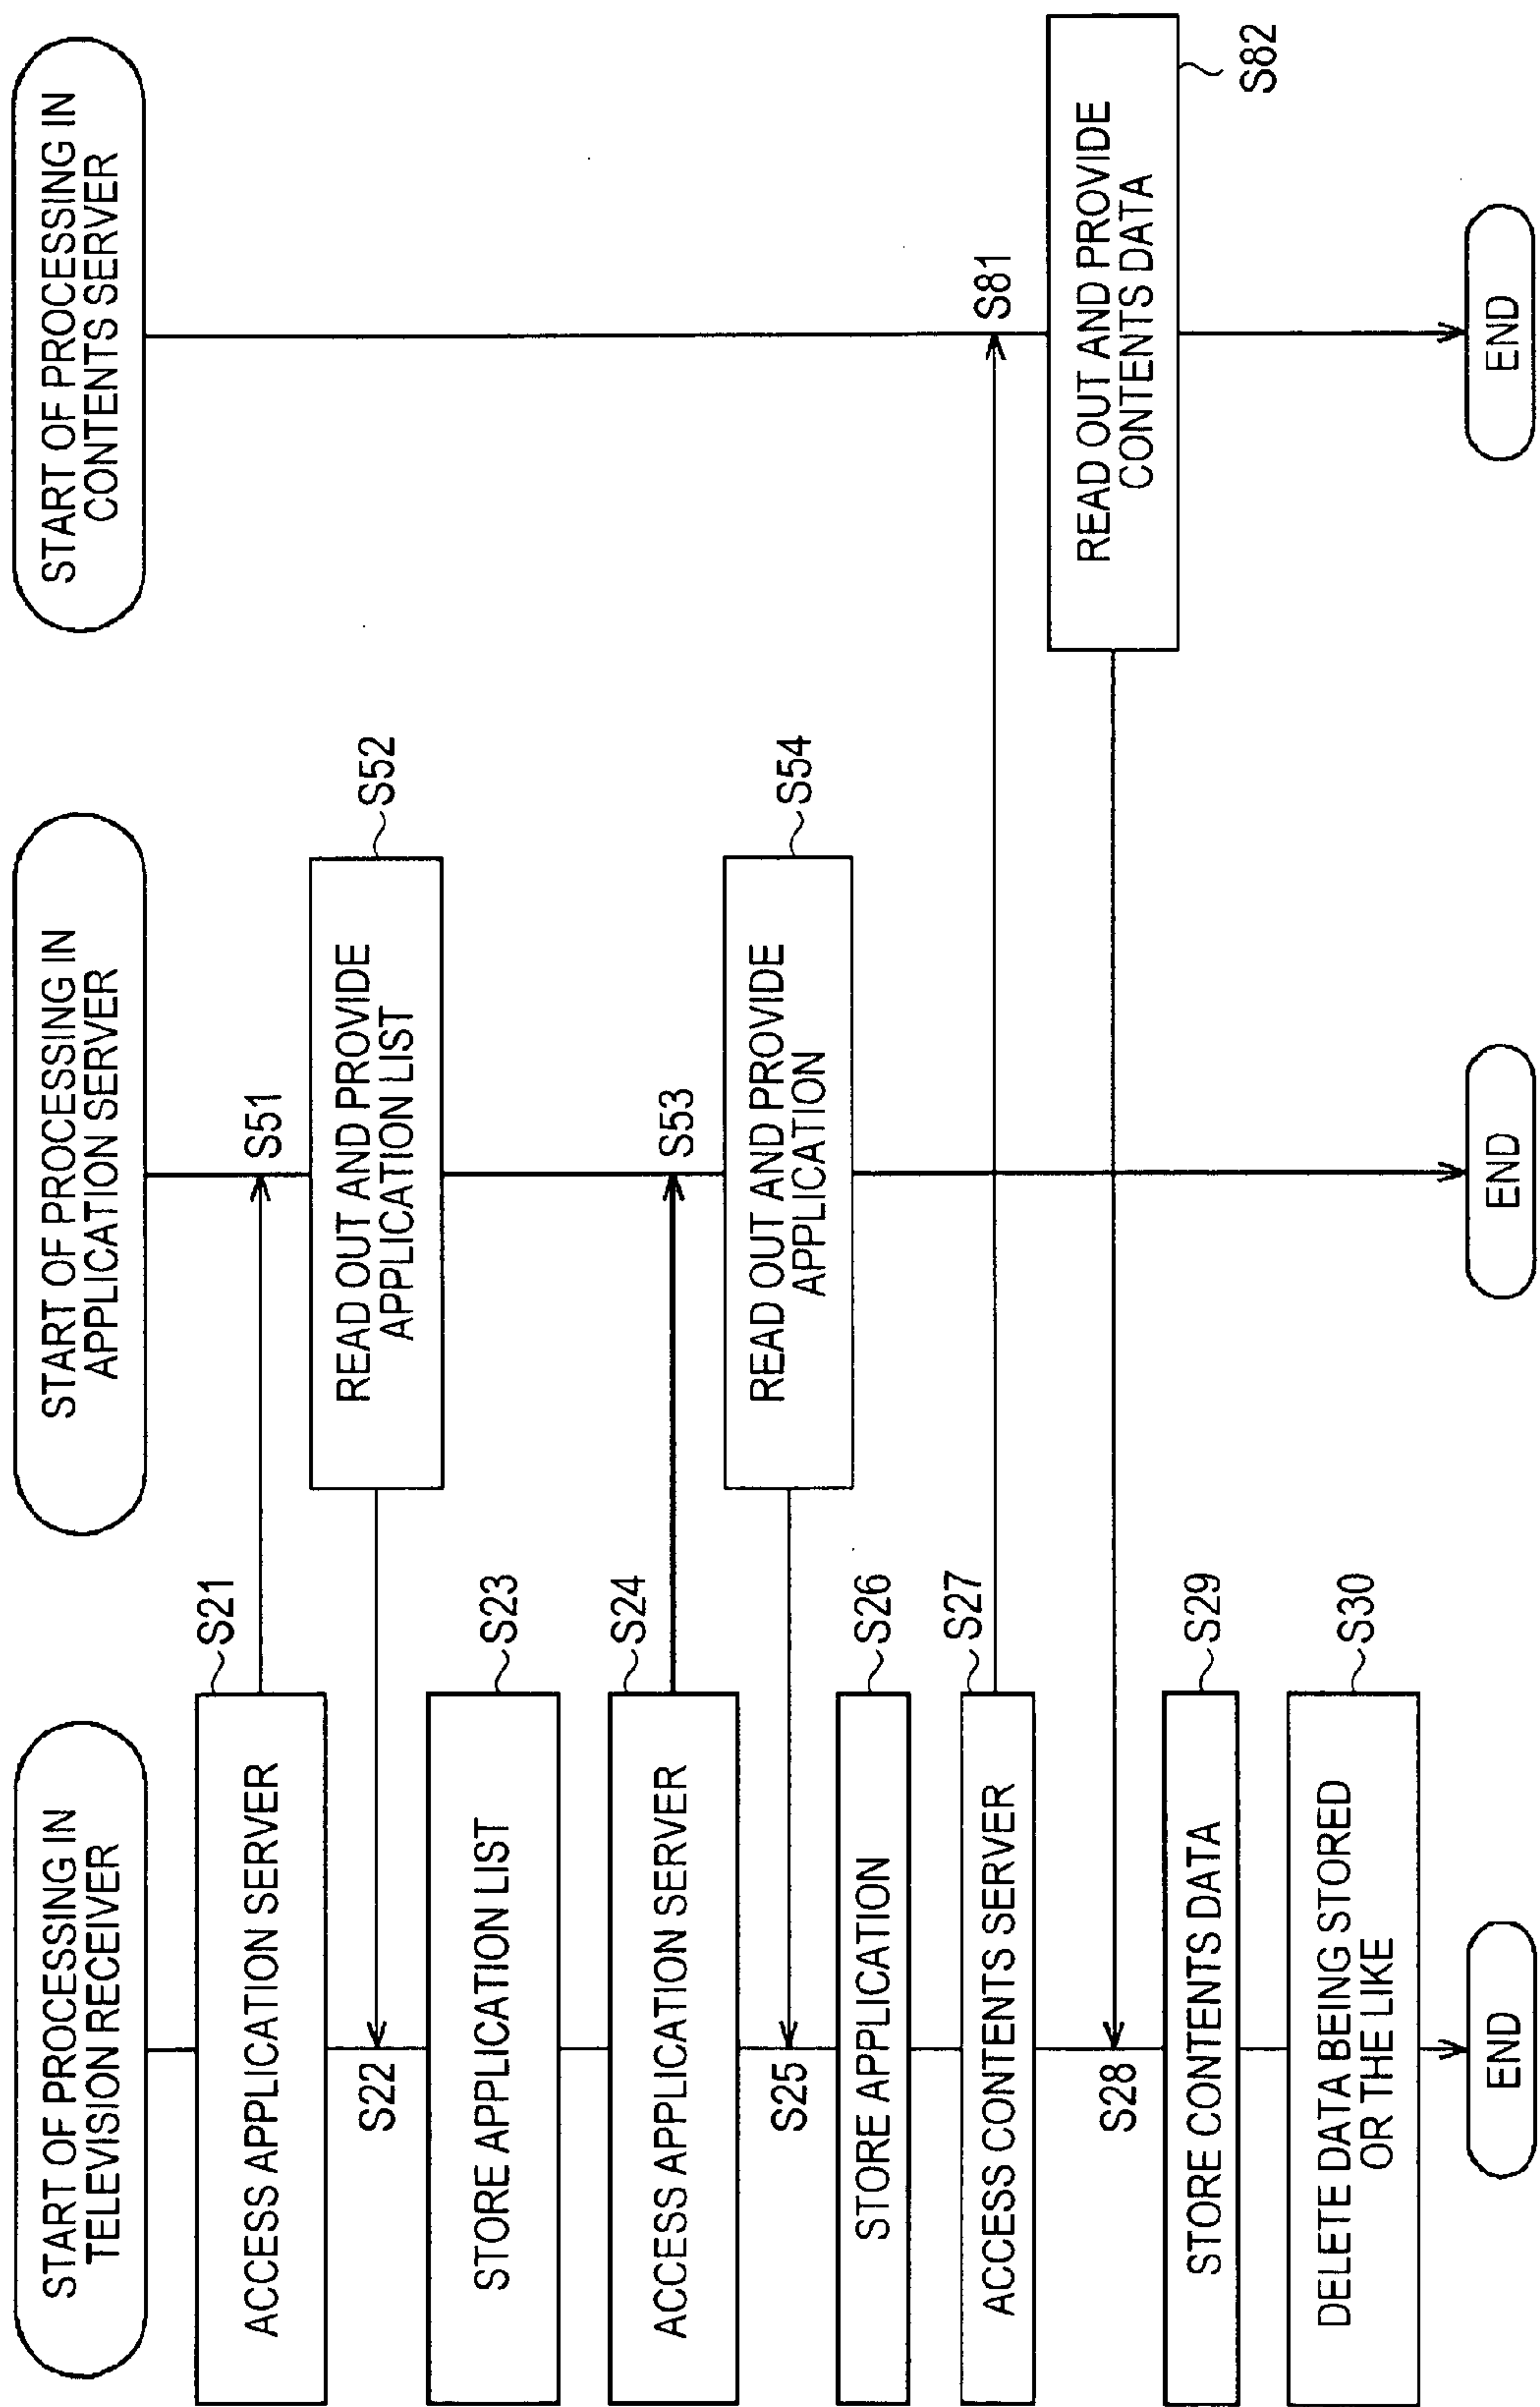 START OF PROCESSING IN
TELEVISION RECEIVER
ACCESS APPLICATION SERVER
S21
S22
STORE APPLICATION LIST
S23
ACCESS APPLICATION SERVER
S24
S25
STORE APPLICATION
S26
ACCESS CONTENTS SERVER
S27
S28
STORE CONTENTS DATA
S29
DELETE DATA BEING STORED
OR THE LIKE
S30
END
START OF PROCESSING IN
APPLICATION SERVER
S51
READ OUT AND PROVIDE
APPLICATION LIST
S52
S53
READ OUT AND PROVIDE
APPLICATION
S54
END
START OF PROCESSING IN
CONTENTS SERVER
S81
READ OUT AND PROVIDE
CONTENTS DATA
S82
END